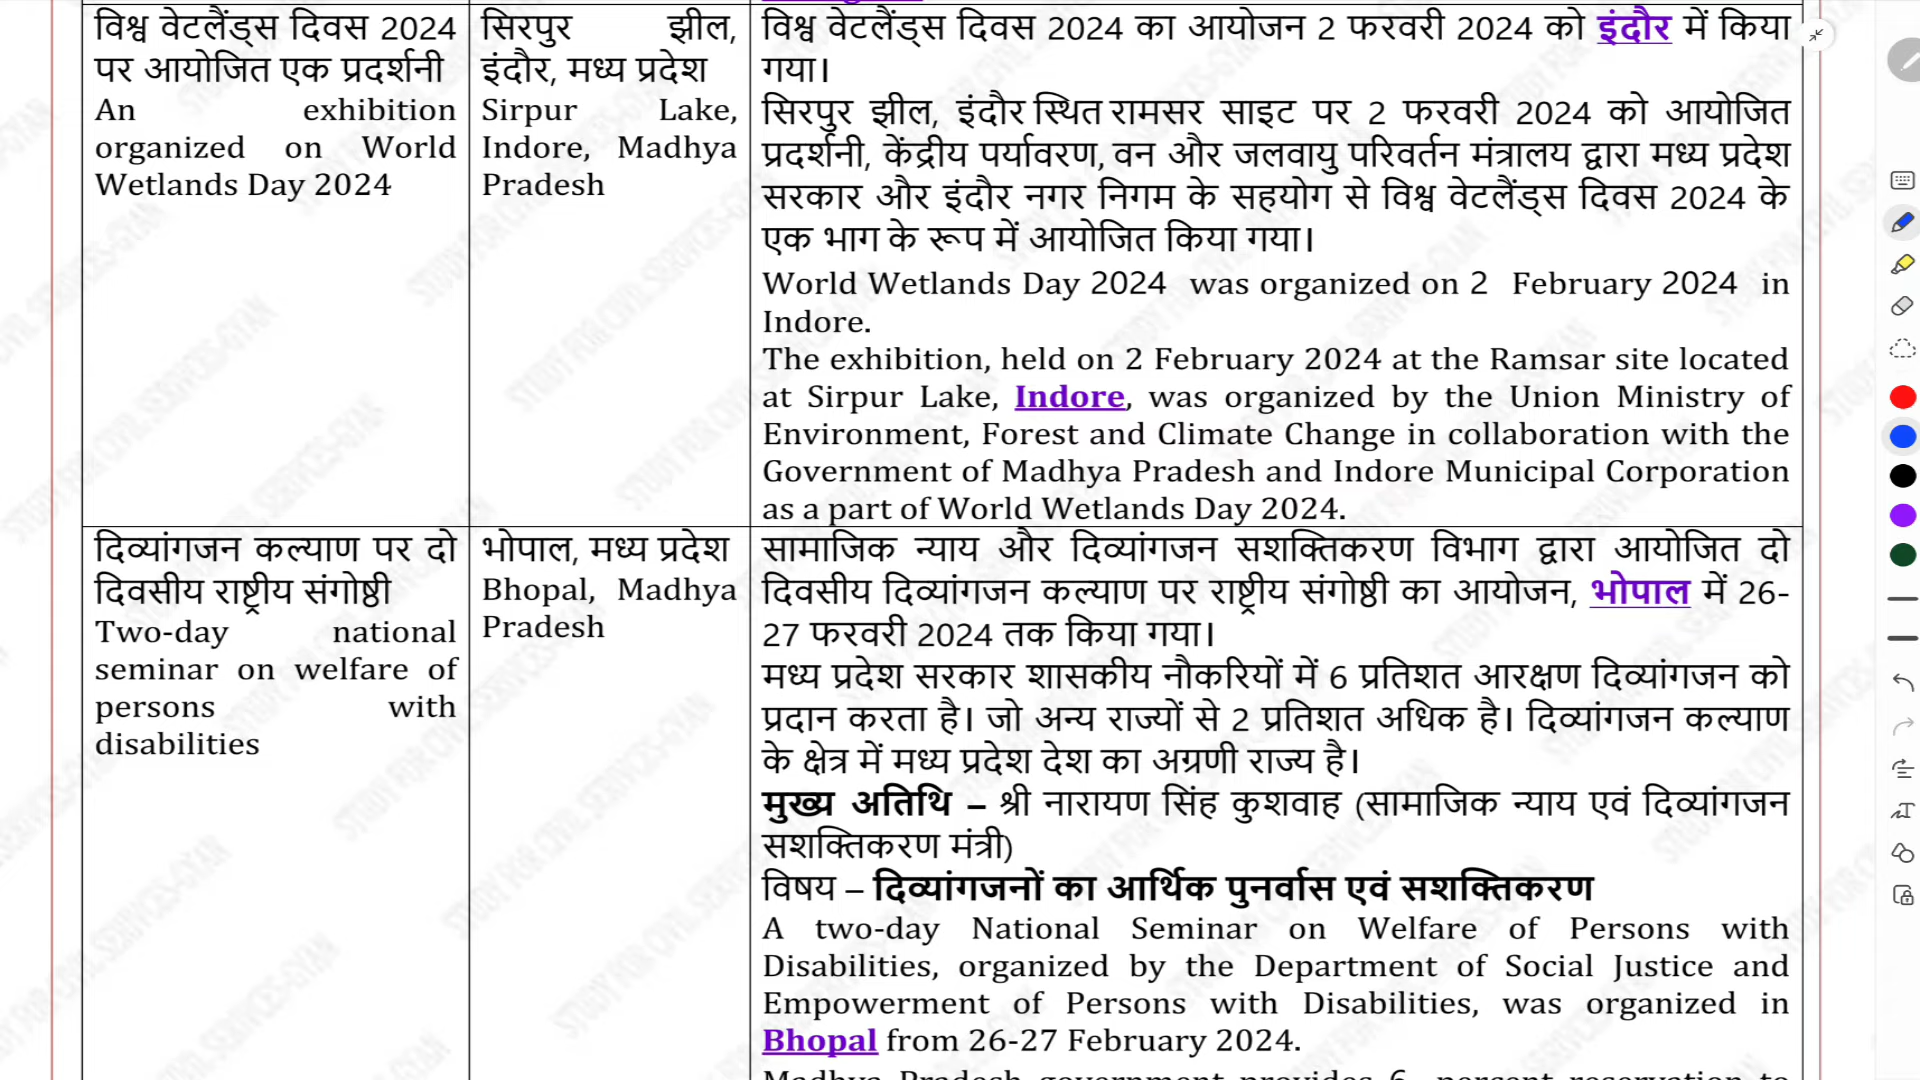 विश्व वेटलैंड्स दिवस 2024
पर आयोजित एक प्रदर्शनी
An exhibition
organized on World
Wetlands Day 2024
सिरपुर झील,
इंदौर, मध्य प्रदेश
Sirpur Lake,
Indore, Madhya
Pradesh
विश्व वेटलैंड्स दिवस 2024 का आयोजन 2 फरवरी 2024 को इंदौर में किया
गया।
सिरपुर झील, इंदौर स्थित रामसर साइट पर 2 फरवरी 2024 को आयोजित
प्रदर्शनी, केंद्रीय पर्यावरण, वन और जलवायु परिवर्तन मंत्रालय द्वारा मध्य प्रदेश
सरकार और इंदौर नगर निगम के सहयोग से विश्व वेटलैंड्स दिवस 2024 के
एक भाग के रूप में आयोजित किया गया।
World Wetlands Day 2024 was organized on 2 February 2024 in
Indore.
The exhibition, held on 2 February 2024 at the Ramsar site located
at Sirpur Lake, Indore, was organized by the Union Ministry of
Environment, Forest and Climate Change in collaboration with the
Government of Madhya Pradesh and Indore Municipal Corporation
as a part of World Wetlands Day 2024.
दिव्यांगजन कल्याण पर दो
दिवसीय राष्ट्रीय संगोष्ठी
Two-day national
seminar on welfare of
persons with
disabilities
भोपाल, मध्य प्रदेश
Bhopal, Madhya
Pradesh
सामाजिक न्याय और दिव्यांगजन सशक्तिकरण विभाग द्वारा आयोजित दो
दिवसीय दिव्यांगजन कल्याण पर राष्ट्रीय संगोष्ठी का आयोजन, भोपाल में 26-
27 फरवरी 2024 तक किया गया।
मध्य प्रदेश सरकार शासकीय नौकरियों में 6 प्रतिशत आरक्षण दिव्यांगजन को
प्रदान करता है। जो अन्य राज्यों से 2 प्रतिशत अधिक है। दिव्यांगजन कल्याण
के क्षेत्र में मध्य प्रदेश देश का अग्रणी राज्य है।
मुख्य अतिथि – श्री नारायण सिंह कुशवाह (सामाजिक न्याय एवं दिव्यांगजन
सशक्तिकरण मंत्री)
विषय – दिव्यांगजनों का आर्थिक पुनर्वास एवं सशक्तिकरण
A two-day National Seminar on Welfare of Persons with
Disabilities, organized by the Department of Social Justice and
Empowerment of Persons with Disabilities, was organized in
Bhopal from 26-27 February 2024.
Madhya Pradesh government provides 6 percent reservation to